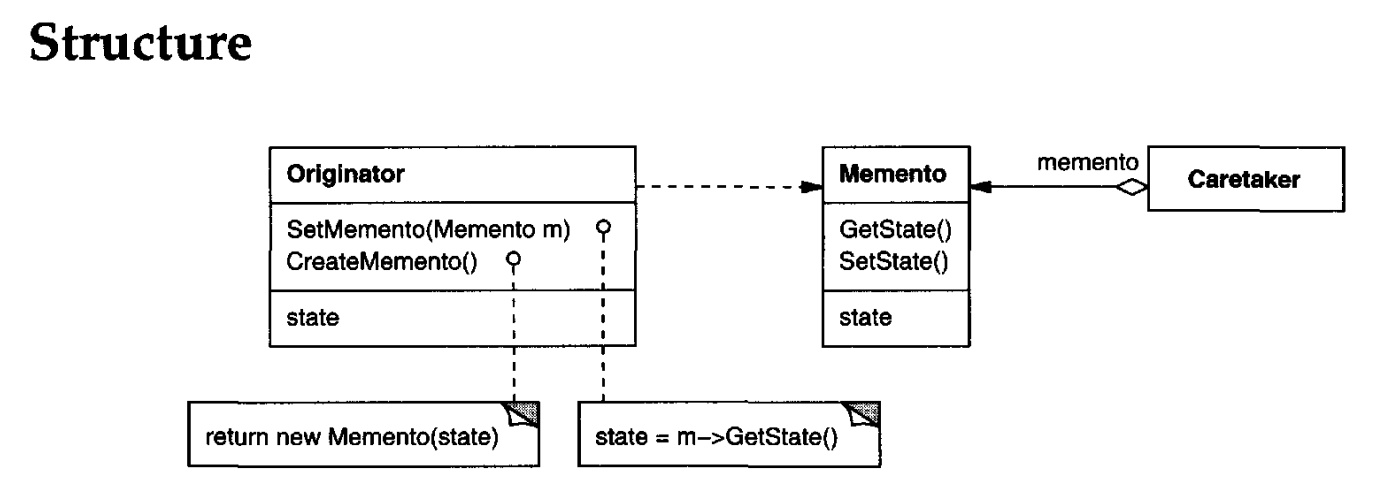 Structure
Originator
SetMemento(Memento m)
CreateMemento()
state
return new Memento(state)
state = m->GetState()
Memento
GetState()
SetState()
state
memento
Caretaker